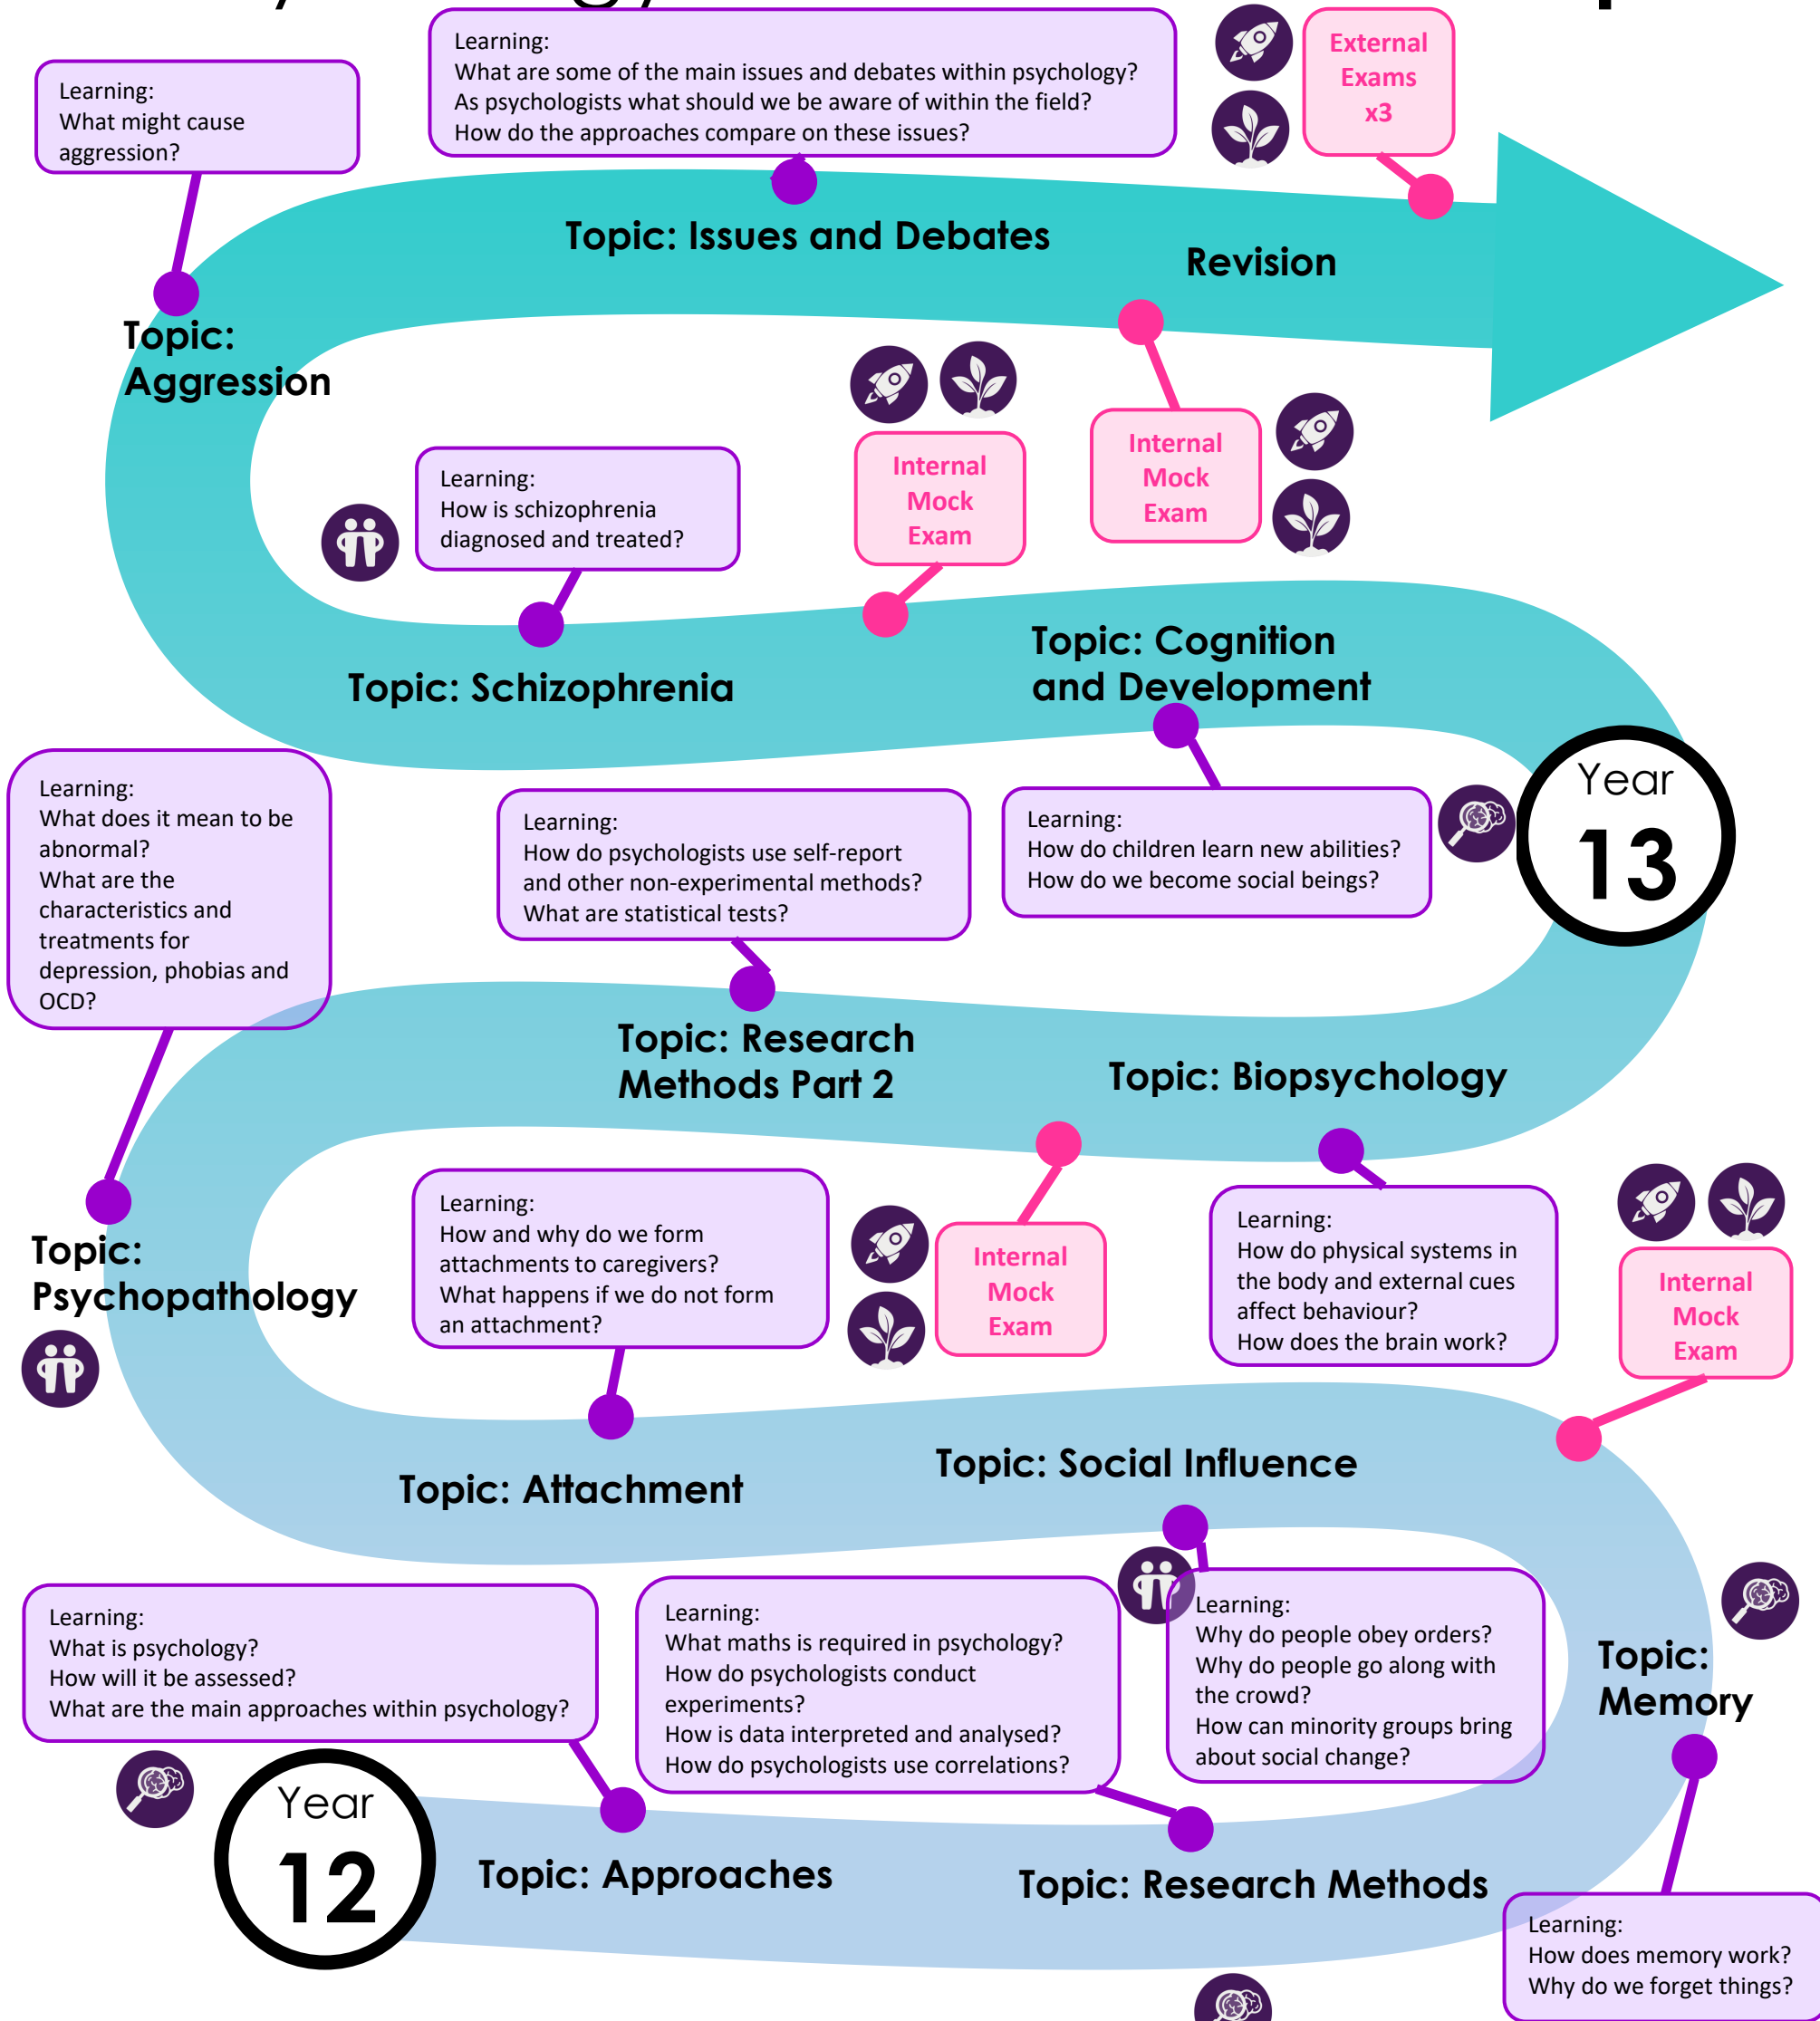 Learning:
What are some of the main issues and debates within psychology?
As psychologists what should we be aware of within the field?
How do the approaches compare on these issues?
External
Exams
x3
Learning:
What might cause
aggression?
Topic: Issues and Debates
Revision
Topic:
Aggression
Internal
Mock
Exam
Internal
Mock
Exam
Learning:
How is schizophrenia
diagnosed and treated?
Topic: Schizophrenia
Topic: Cognition
and Development
Year
13
Learning:
What does it mean to be
abnormal?
What are the
characteristics and
treatments for
depression, phobias and
OCD?
Learning:
How do psychologists use self-report
and other non-experimental methods?
What are statistical tests?
Learning:
How do children learn new abilities?
How do we become social beings?
Topic: Research
Methods Part 2
Topic: Biopsychology
Topic:
Psychopathology
Learning:
How and why do we form
attachments to caregivers?
What happens if we do not form
an attachment?
Internal
Mock
Exam
Learning:
How do physical systems in
the body and external cues
affect behaviour?
How does the brain work?
Internal
Mock
Exam
Topic: Attachment
Topic: Social Influence
Learning:
What is psychology?
How will it be assessed?
What are the main approaches within psychology?
Learning:
What maths is required in psychology?
How do psychologists conduct
experiments?
How is data interpreted and analysed?
How do psychologists use correlations?
Learning:
Why do people obey orders?
Why do people go along with
the crowd?
How can minority groups bring
about social change?
Topic:
Memory
Year
12
Topic: Approaches
Topic: Research Methods
Learning:
How does memory work?
Why do we forget things?